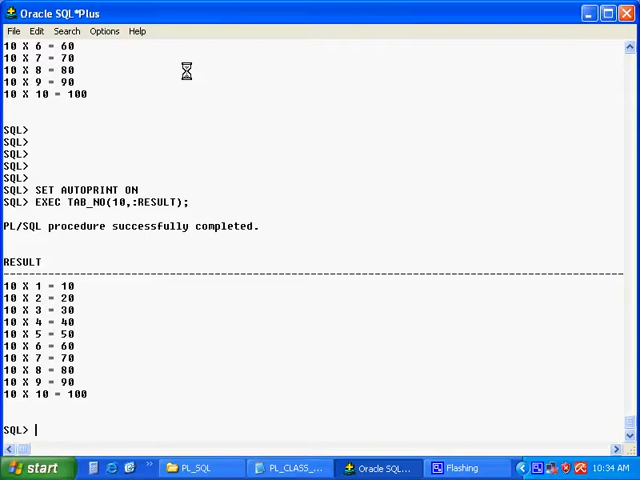 Oracle SQL*Plus
File Edit Search Options Help
10 X 6 = 60
10 X 7 = 70
10 X 8 = 80
10 X 9 = 90
10 X 10 = 100
SQL>
SQL>
SQL>
SQL>
SQL>
SQL> SET AUTOPRINT ON
SQL> EXEC TAB_NO(10,:RESULT);
PL/SQL procedure successfully completed.
RESULT
--------------------------------------------------------------------------------
10 X 1 = 10
10 X 2 = 20
10 X 3 = 30
10 X 4 = 40
10 X 5 = 50
10 X 6 = 60
10 X 7 = 70
10 X 8 = 80
10 X 9 = 90
10 X 10 = 100
SQL>
start PL_SQL PL_CLASS_... Oracle SQL*... Flashing 10:34 AM